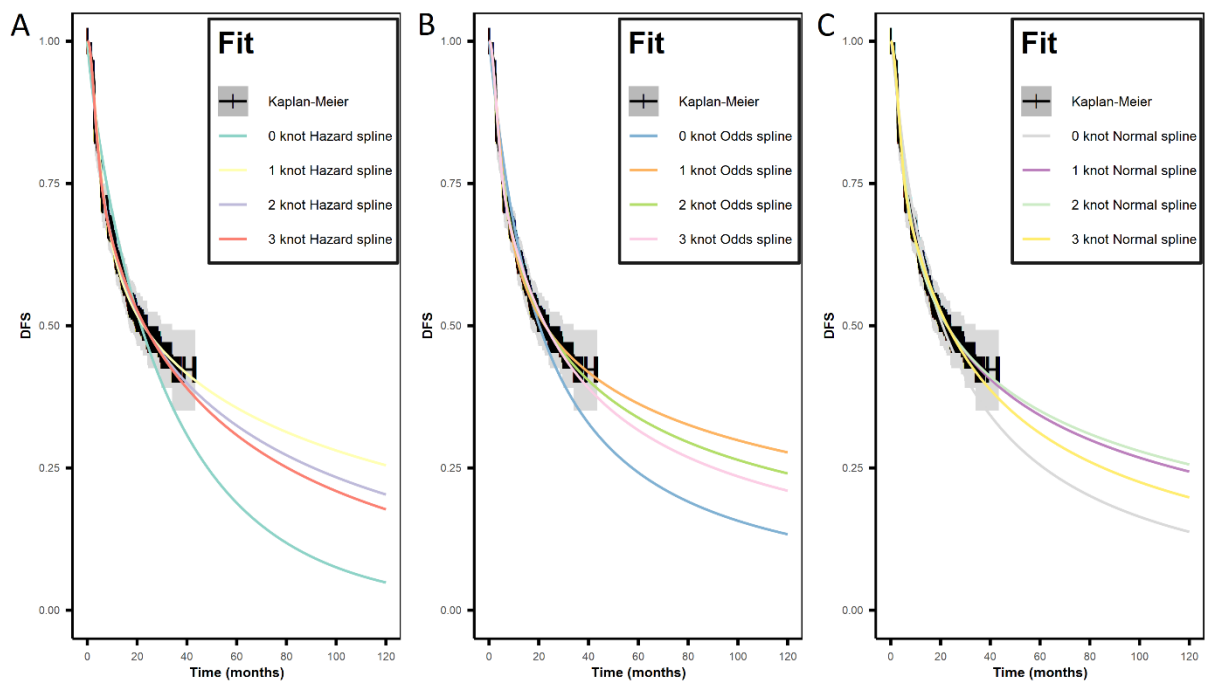 A
Fit
Kaplan-Meier
0 knot Hazard spline
1 knot Hazard spline
2 knot Hazard spline
3 knot Hazard spline
1.00
0.75
0.50
0.25
0.00
DFS
0 20 40 60 80 100 120
Time (months)
B
Fit
Kaplan-Meier
0 knot Odds spline
1 knot Odds spline
2 knot Odds spline
3 knot Odds spline
1.00
0.75
0.50
0.25
0.00
DFS
0 20 40 60 80 100 120
Time (months)
C
Fit
Kaplan-Meier
0 knot Normal spline
1 knot Normal spline
2 knot Normal spline
3 knot Normal spline
1.00
0.75
0.50
0.25
0.00
DFS
0 20 40 60 80 100 120
Time (months)